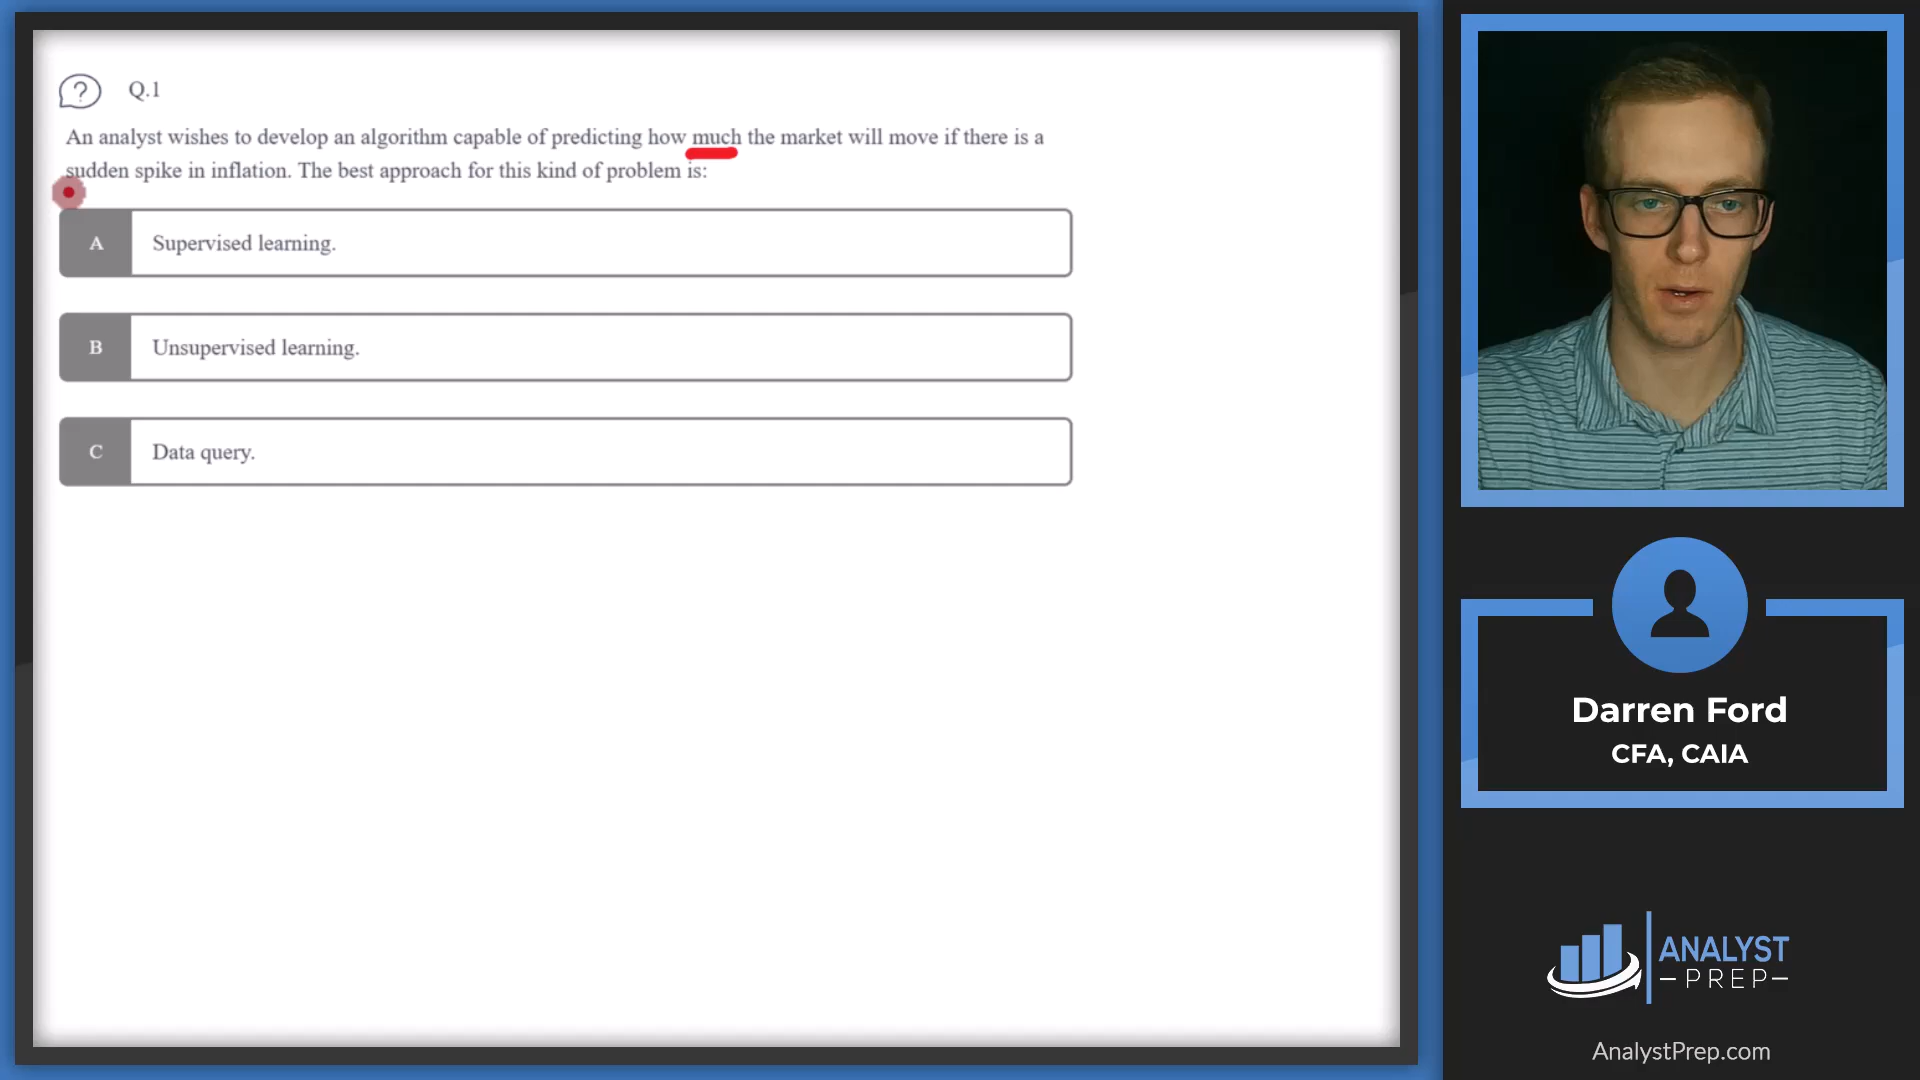 ?
Q.1
An analyst wishes to develop an algorithm capable of predicting how much the market will move if there is a
sudden spike in inflation. The best approach for this kind of problem is:
A
Supervised learning.
B
Unsupervised learning.
C
Data query.
Darren Ford
CFA, CAIA
ANALYST
PREP
AnalystPrep.com